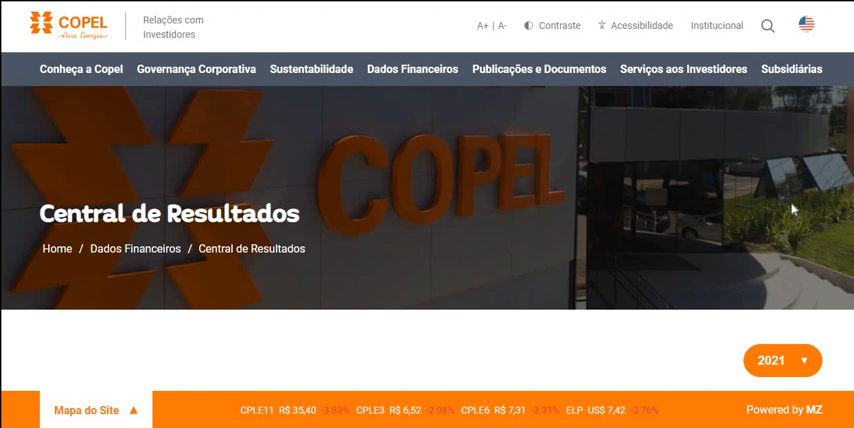 COPEL
Pura Energia
Relações com
Investidores
A+ | A-
Contraste
Acessibilidade
Institucional
Conheça a Copel
Governança Corporativa
Sustentabilidade
Dados Financeiros
Publicações e Documentos
Serviços aos Investidores
Subsidiárias
COPEL
Central de Resultados
Home / Dados Financeiros / Central de Resultados
2021
Mapa do Site
CPLE11 R$ 35,40 -3.83% CPLE3 R$ 6,52 -2.98% CPLE6 R$ 7,31 -3,31% ELP US$ 7,42 -3,76%
Powered by MZ